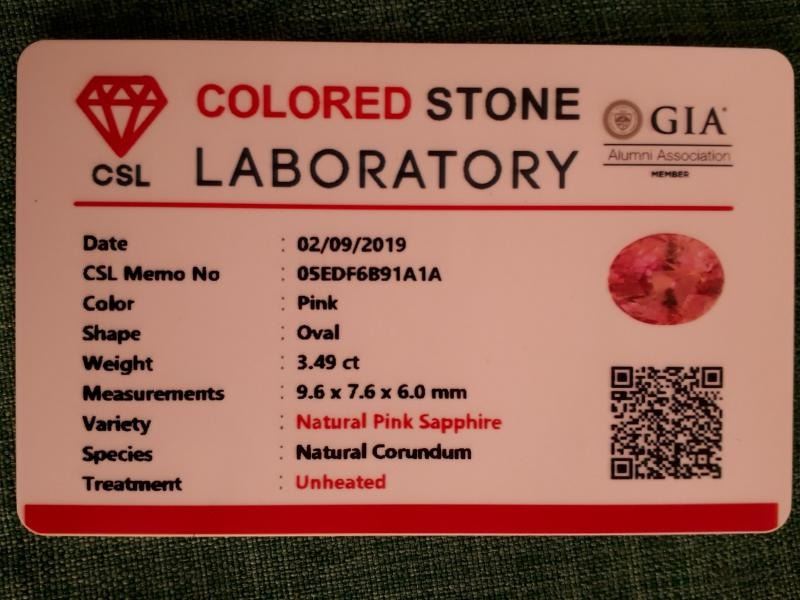 COLORED STONE
LABORATORY
CSL
GIA
Alumni Association
MEMBER
Date : 02/09/2019
CSL Memo No : 05EDF6B91A1A
Color : Pink
Shape : Oval
Weight : 3.49 ct
Measurements : 9.6 x 7.6 x 6.0 mm
Variety : Natural Pink Sapphire
Species : Natural Corundum
Treatment : Unheated